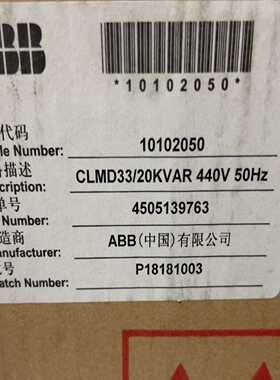 ABB
*10102050*
代码
Number: 10102050
描述
cription: CLMD33/20KVAR 440V 50Hz
单号
Number: 4505139763
造商
anufacturer: ABB(中国)有限公司
号
atch Number: P18181003